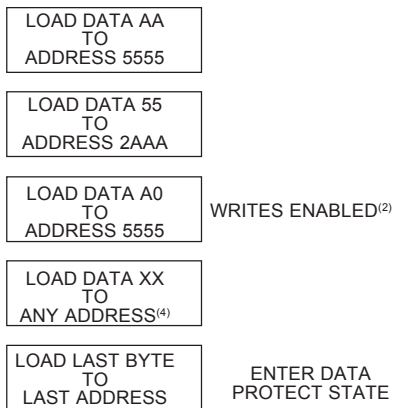 LOAD DATA AA
TO
ADDRESS 5555
LOAD DATA 55
TO
ADDRESS 2AAA
LOAD DATA A0
TO
ADDRESS 5555
WRITES ENABLED(2)
LOAD DATA XX
TO
ANY ADDRESS(4)
LOAD LAST BYTE
TO
LAST ADDRESS
ENTER DATA
PROTECT STATE